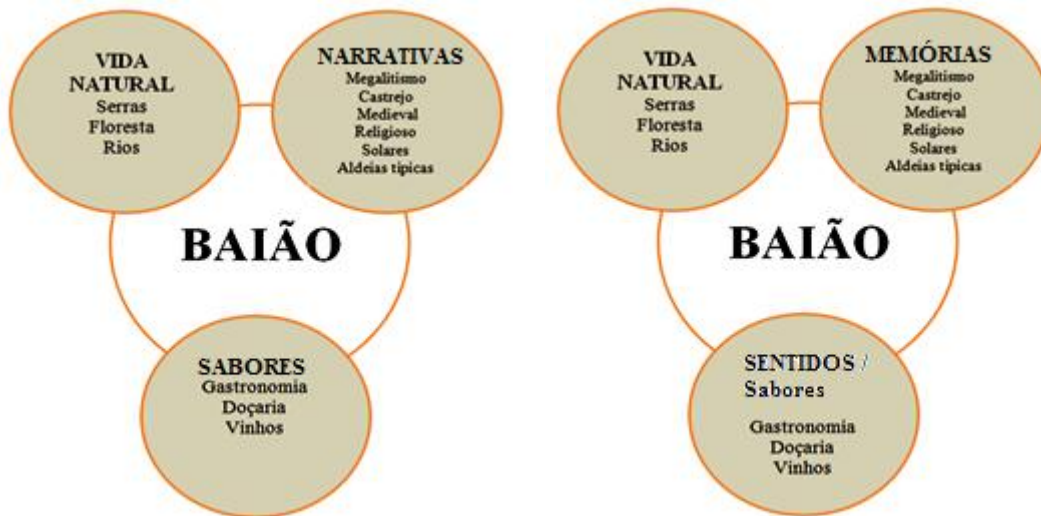 VIDA
NATURAL
Serras
Floresta
Rios
NARRATIVAS
Megalitismo
Castrejo
Medieval
Religioso
Solares
Aldeias típicas
BAIÃO
SABORES
Gastronomia
Doçaria
Vinhos
VIDA
NATURAL
Serras
Floresta
Rios
MEMÓRIAS
Megalitismo
Castrejo
Medieval
Religioso
Solares
Aldeias típicas
BAIÃO
SENTIDOS /
Sabores
Gastronomia
Doçaria
Vinhos